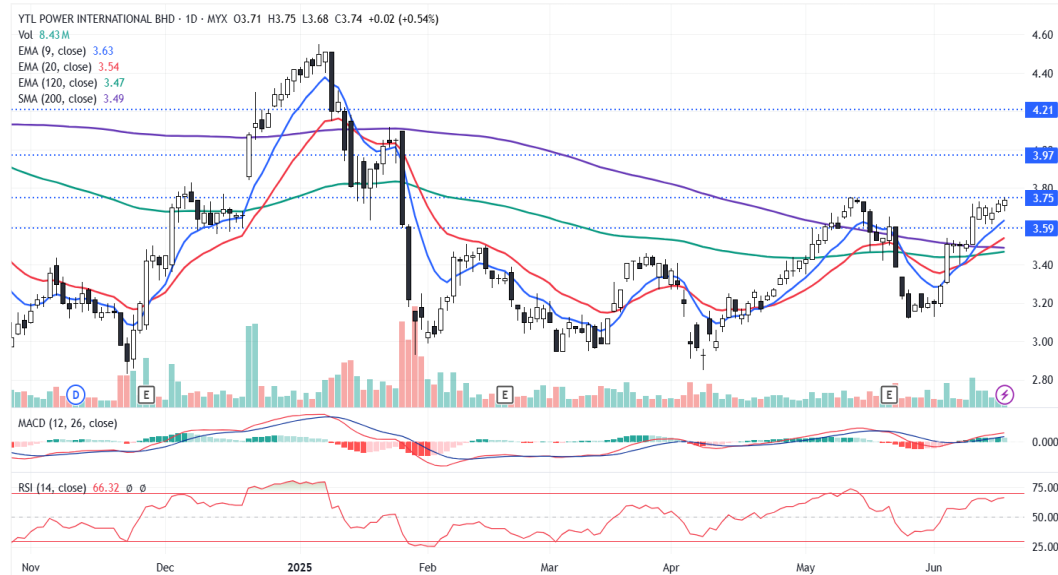 YTL POWER INTERNATIONAL BHD · 1D · MYX O3.71 H3.75 L3.68 C3.74 +0.02 (+0.54%)
Vol 8.43M
EMA (9, close) 3.63
EMA (20, close) 3.54
EMA (120, close) 3.47
SMA (200, close) 3.49
4.60
4.40
4.21
3.97
3.80
3.75
3.59
3.40
3.20
3.00
2.80
D
E
E
E
MACD (12, 26, close)
0.000
RSI (14, close) 66.32 ø ø
75.00
50.00
25.00
Nov Dec 2025 Feb Mar Apr May Jun